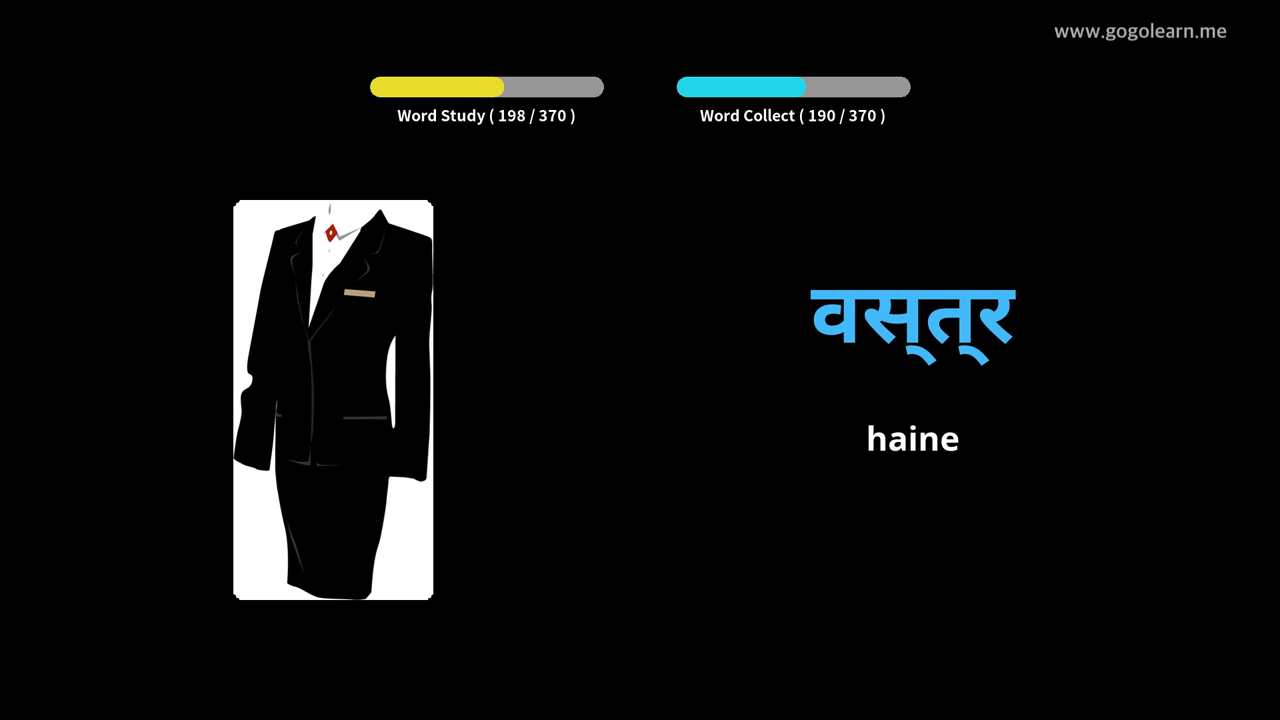 www.gogolearn.me
Word Study ( 198 / 370 )
Word Collect ( 190 / 370 )
वस्त्र
haine